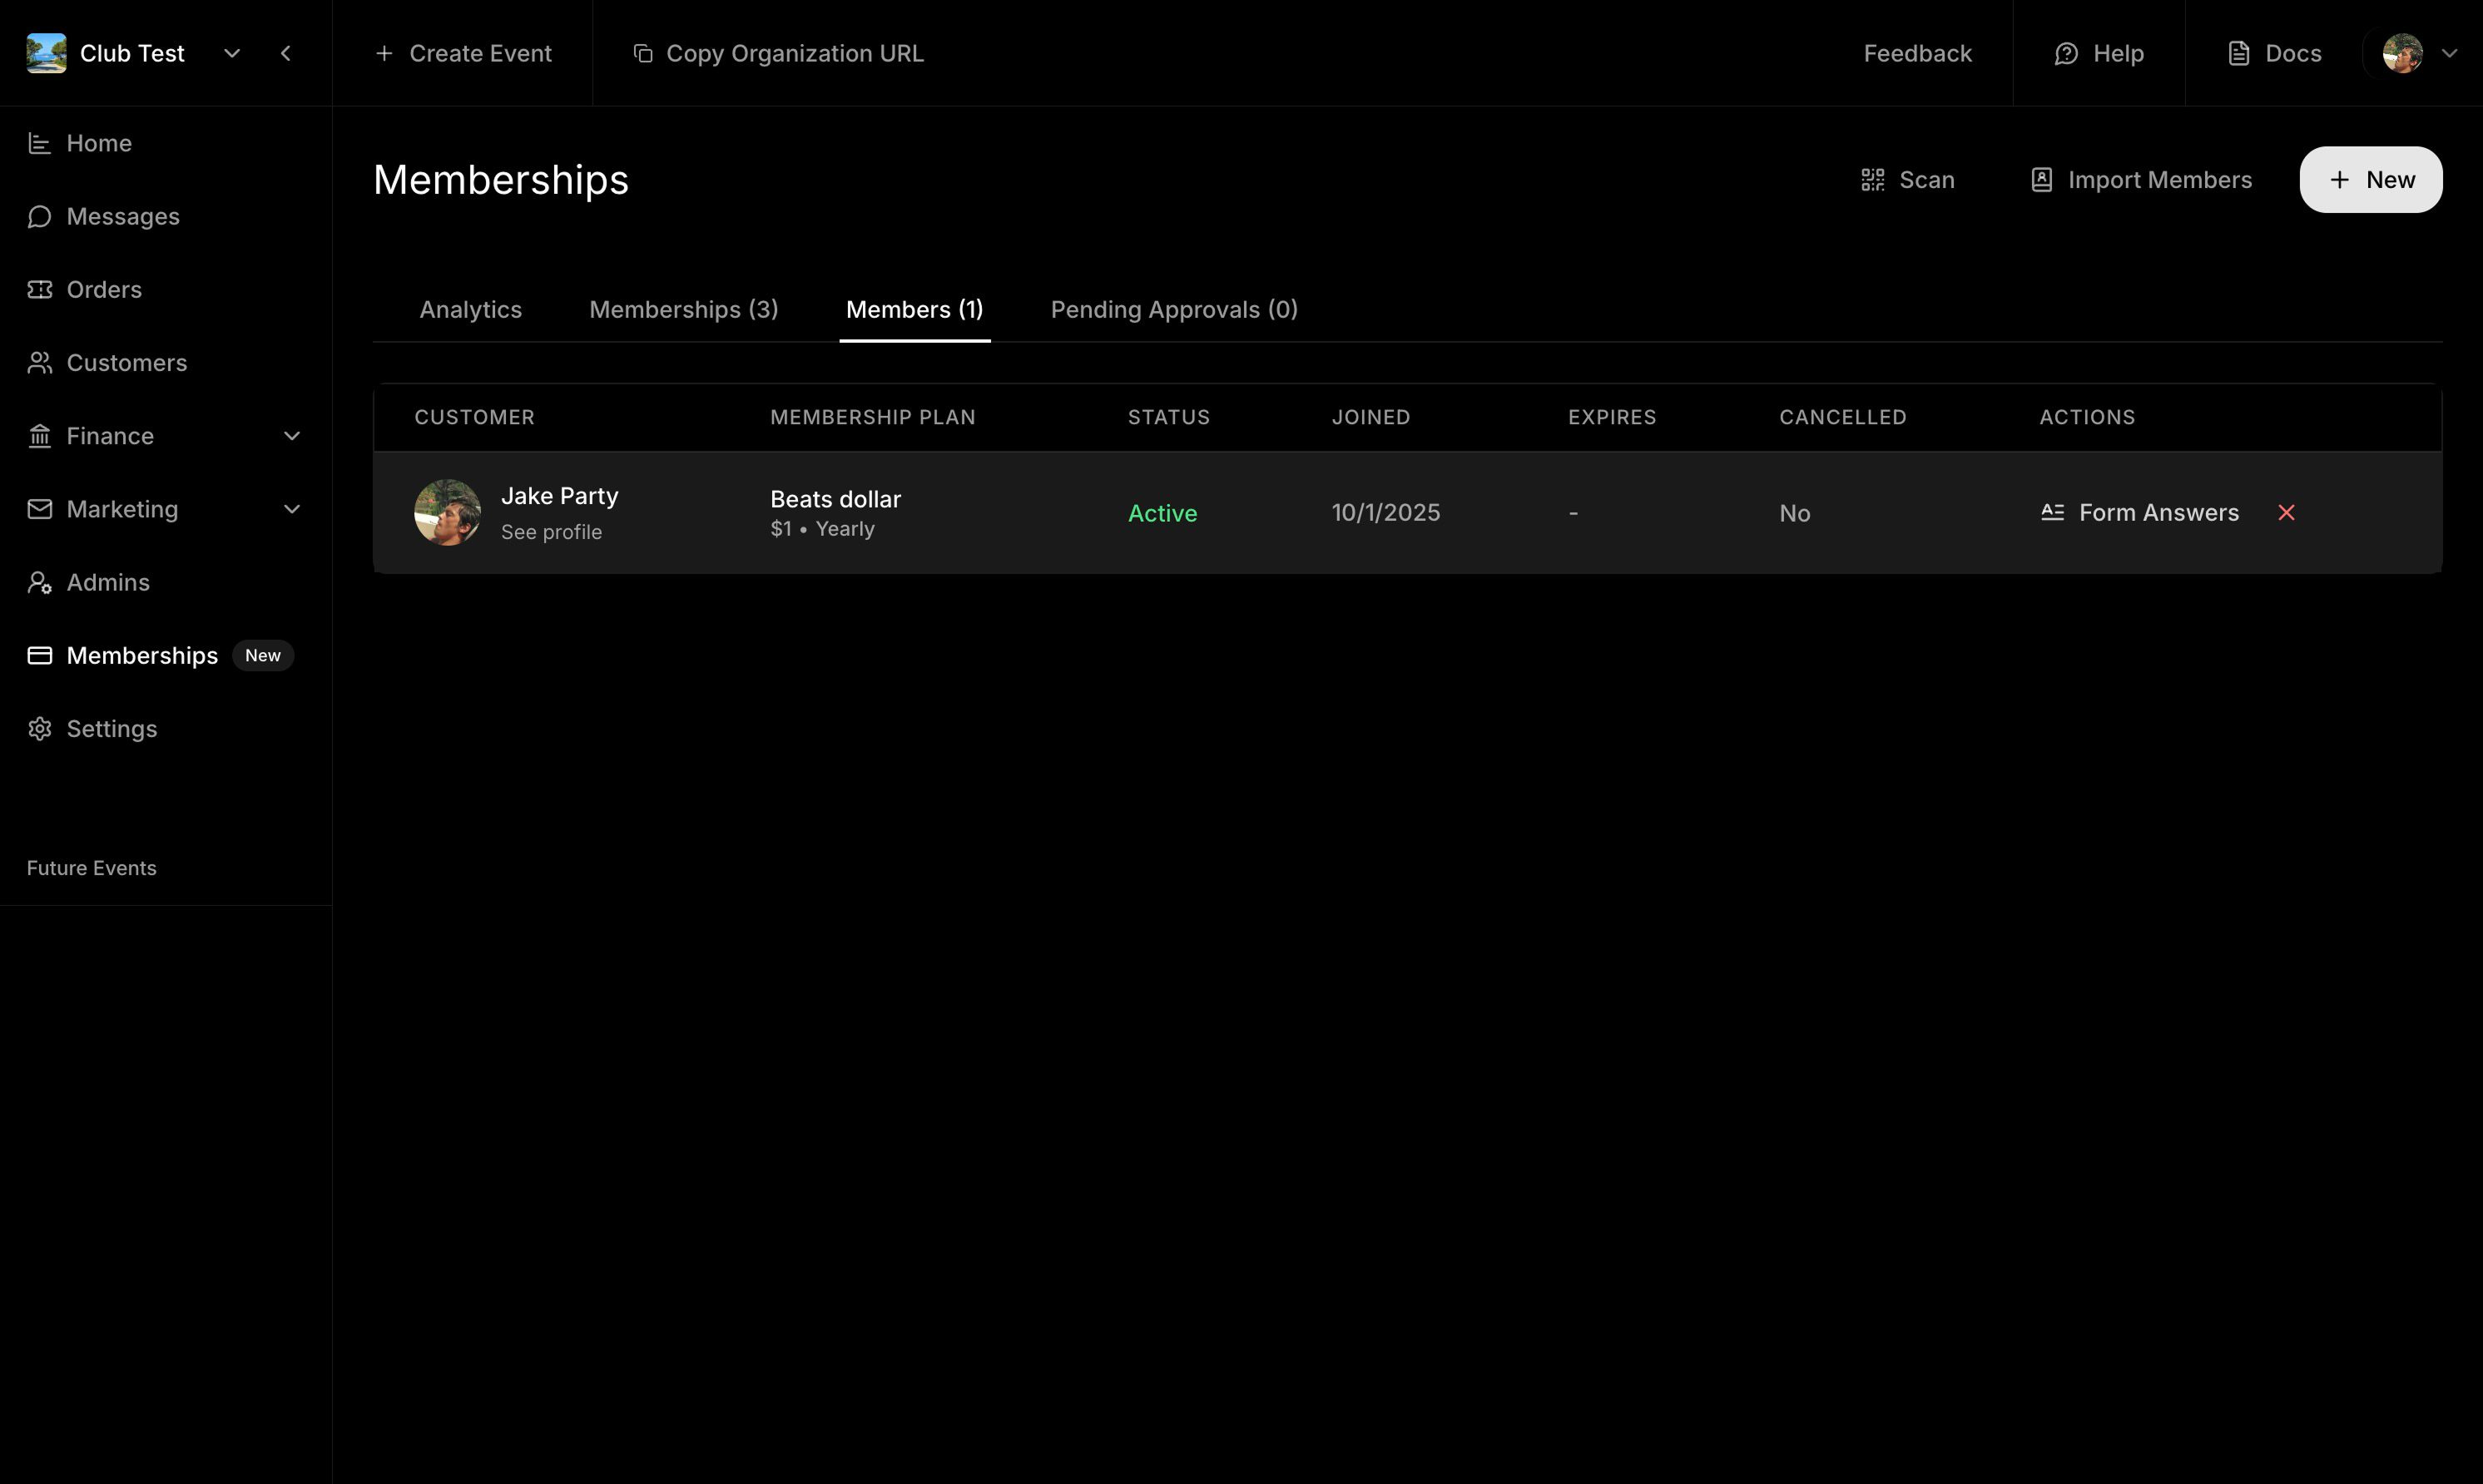 Club Test
Create Event
Copy Organization URL
Feedback
Help
Docs
Home
Messages
Orders
Customers
Finance
Marketing
Admins
Memberships New
Settings
Future Events
Memberships
Scan
Import Members
New
Analytics
Memberships (3)
Members (1)
Pending Approvals (0)
CUSTOMER MEMBERSHIP PLAN STATUS JOINED EXPIRES CANCELLED ACTIONS
Jake Party
See profile
Beats dollar
$1 • Yearly
Active
10/1/2025
-
No
Form Answers